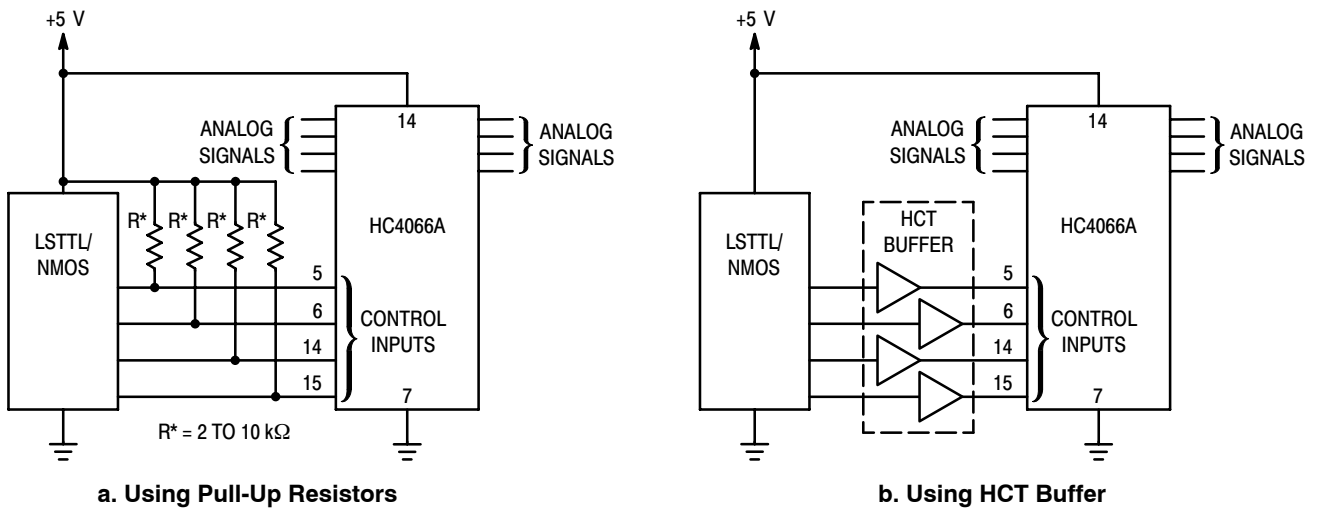 +5 V
14
ANALOG
SIGNALS
ANALOG
SIGNALS
R* R* R* R*
HC4066A
LSTTL/
NMOS
5
6
14
15
CONTROL
INPUTS
7
R* = 2 TO 10 kΩ
a. Using Pull-Up Resistors
+5 V
14
ANALOG
SIGNALS
ANALOG
SIGNALS
HCT
BUFFER
HC4066A
LSTTL/
NMOS
5
6
14
15
CONTROL
INPUTS
7
b. Using HCT Buffer